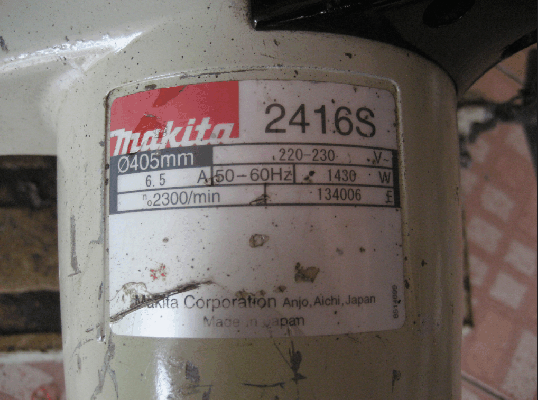 makita 2416S
Ø405mm 220-230 V~
6.5 A 50-60Hz 1430 W
n₀2300/min 134006 E
Makita Corporation Anjo, Aichi, Japan
Made in Japan